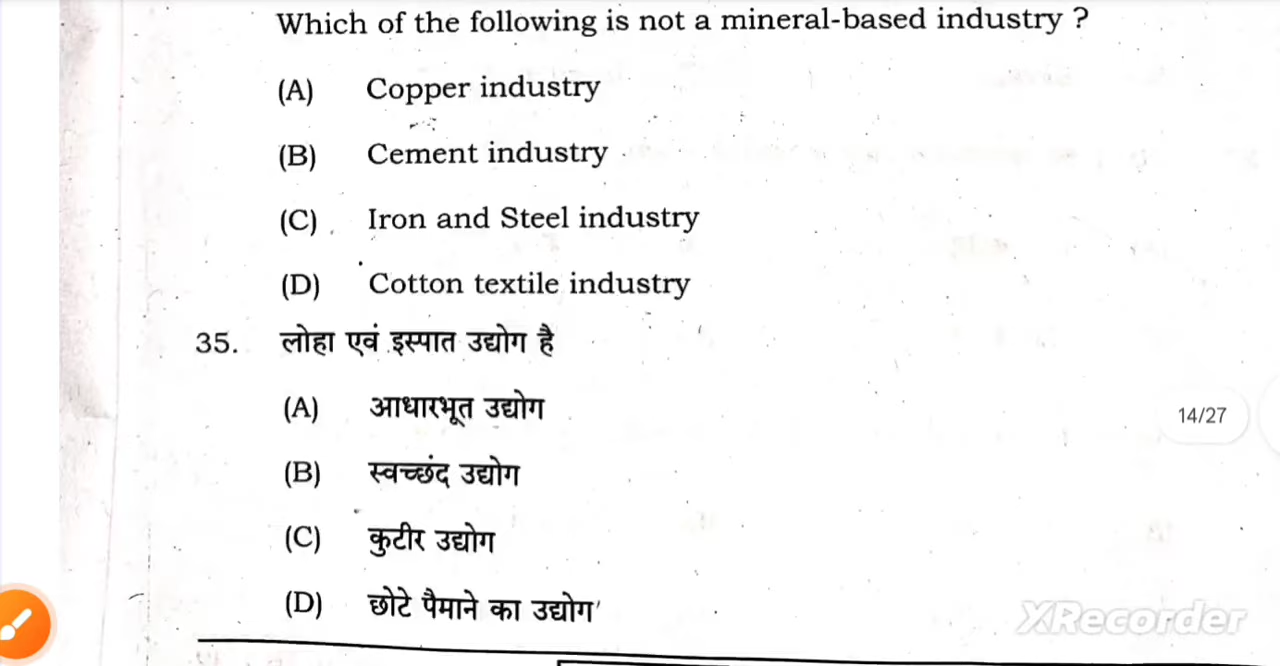 Which of the following is not a mineral-based industry ?
(A) Copper industry
(B) Cement industry
(C) Iron and Steel industry
(D) Cotton textile industry
35. लोहा एवं इस्पात उद्योग है
(A) आधारभूत उद्योग
(B) स्वच्छंद उद्योग
(C) कुटीर उद्योग
(D) छोटे पैमाने का उद्योग
14/27
XRecorder